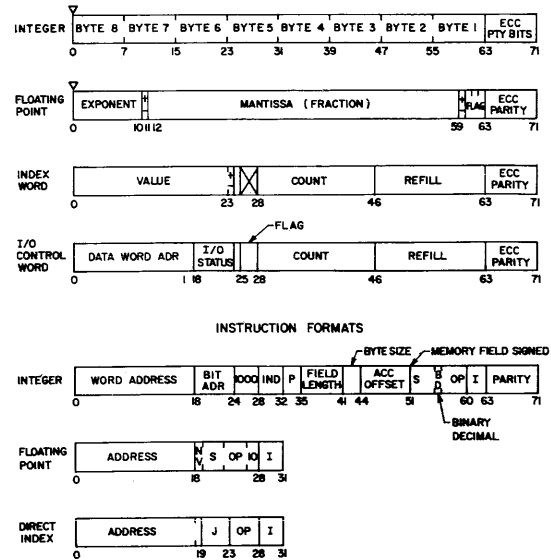 INTEGER BYTE 8 BYTE 7 BYTE 6 BYTE 5 BYTE 4 BYTE 3 BYTE 2 BYTE 1 ECC PTY BITS
0 7 15 23 31 39 47 55 63 71
FLOATING POINT EXPONENT + - MANTISSA (FRACTION) + - FLAG ECC PARITY
0 10 11 12 59 63 71
INDEX WORD VALUE + - COUNT REFILL ECC PARITY
0 23 28 46 63 71
FLAG
I/O CONTROL WORD DATA WORD ADR I/O STATUS COUNT REFILL ECC PARITY
0 18 25 28 46 63 71
INSTRUCTION FORMATS
BYTE SIZE MEMORY FIELD SIGNED
INTEGER WORD ADDRESS BIT ADR 1000 IND P FIELD LENGTH ACC OFFSET S B D OP I PARITY
0 18 24 28 32 35 41 44 51 60 63 71
BINARY DECIMAL
FLOATING POINT ADDRESS N V S OP 10 I
0 18 28 31
DIRECT INDEX ADDRESS J OP I
0 19 23 28 31